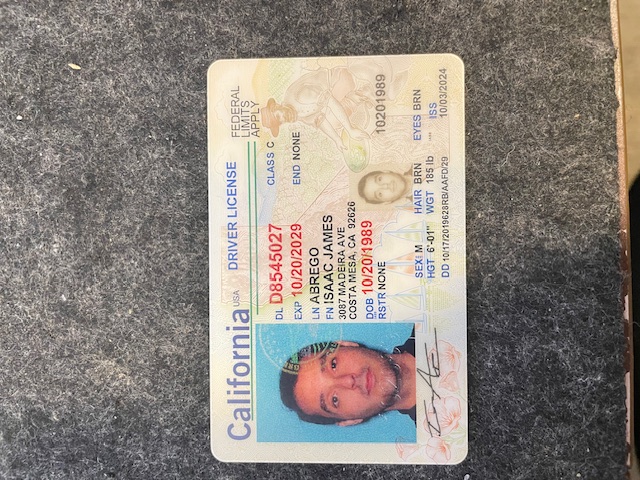 California USA DRIVER LICENSE
FEDERAL
LIMITS
APPLY
DL D8545027 CLASS C
EXP 10/20/2029 END NONE
LN ABREGO
FN ISAAC JAMES
3087 MADEIRA AVE
COSTA MESA, CA 92626
DOB 10/20/1989
RSTR NONE 10201989
SEX M HAIR BRN EYES BRN
HGT 6'-01" WGT 185 lb ISS
DD 10/17/2019628RB/AAFD/29 10/03/2024